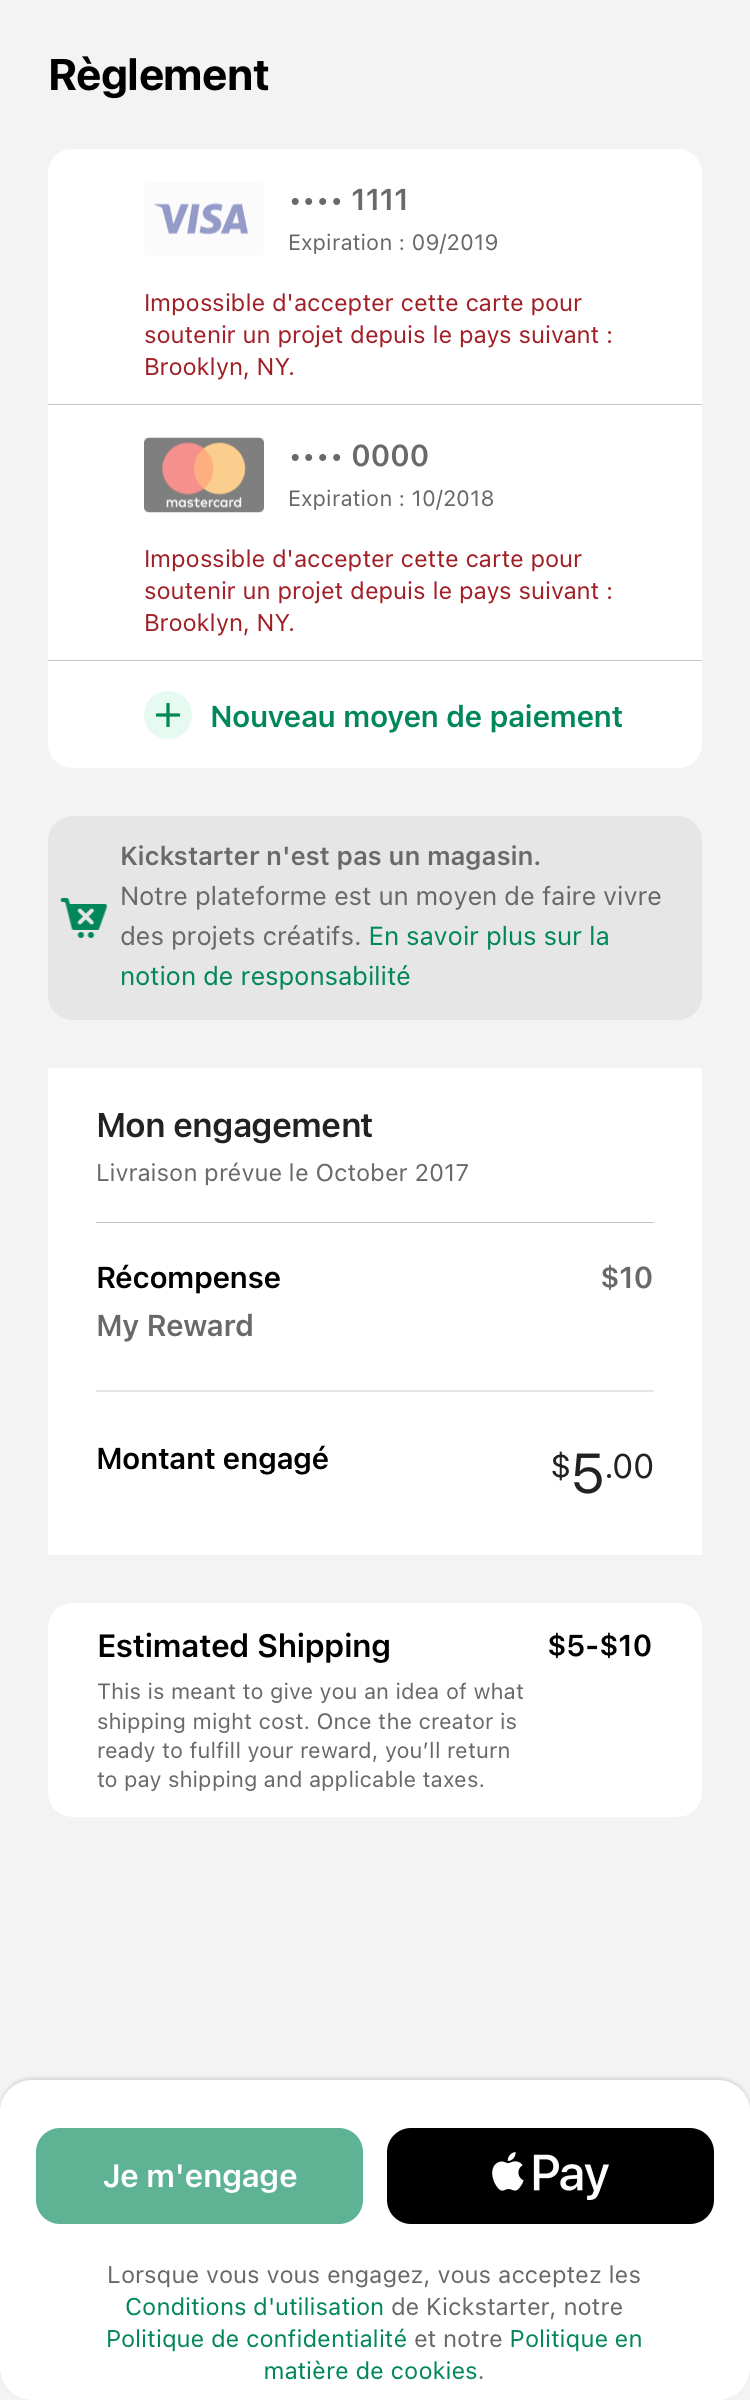 Règlement
VISA
•••• 1111
Expiration : 09/2019
Impossible d'accepter cette carte pour
soutenir un projet depuis le pays suivant :
Brooklyn, NY.
mastercard
•••• 0000
Expiration : 10/2018
Impossible d'accepter cette carte pour
soutenir un projet depuis le pays suivant :
Brooklyn, NY.
Nouveau moyen de paiement
Kickstarter n'est pas un magasin.
Notre plateforme est un moyen de faire vivre
des projets créatifs. En savoir plus sur la
notion de responsabilité
Mon engagement
Livraison prévue le October 2017
Récompense $10
My Reward
Montant engagé $5.00
Estimated Shipping $5-$10
This is meant to give you an idea of what
shipping might cost. Once the creator is
ready to fulfill your reward, you’ll return
to pay shipping and applicable taxes.
Je m'engage
Pay
Lorsque vous vous engagez, vous acceptez les
Conditions d'utilisation de Kickstarter, notre
Politique de confidentialité et notre Politique en
matière de cookies.